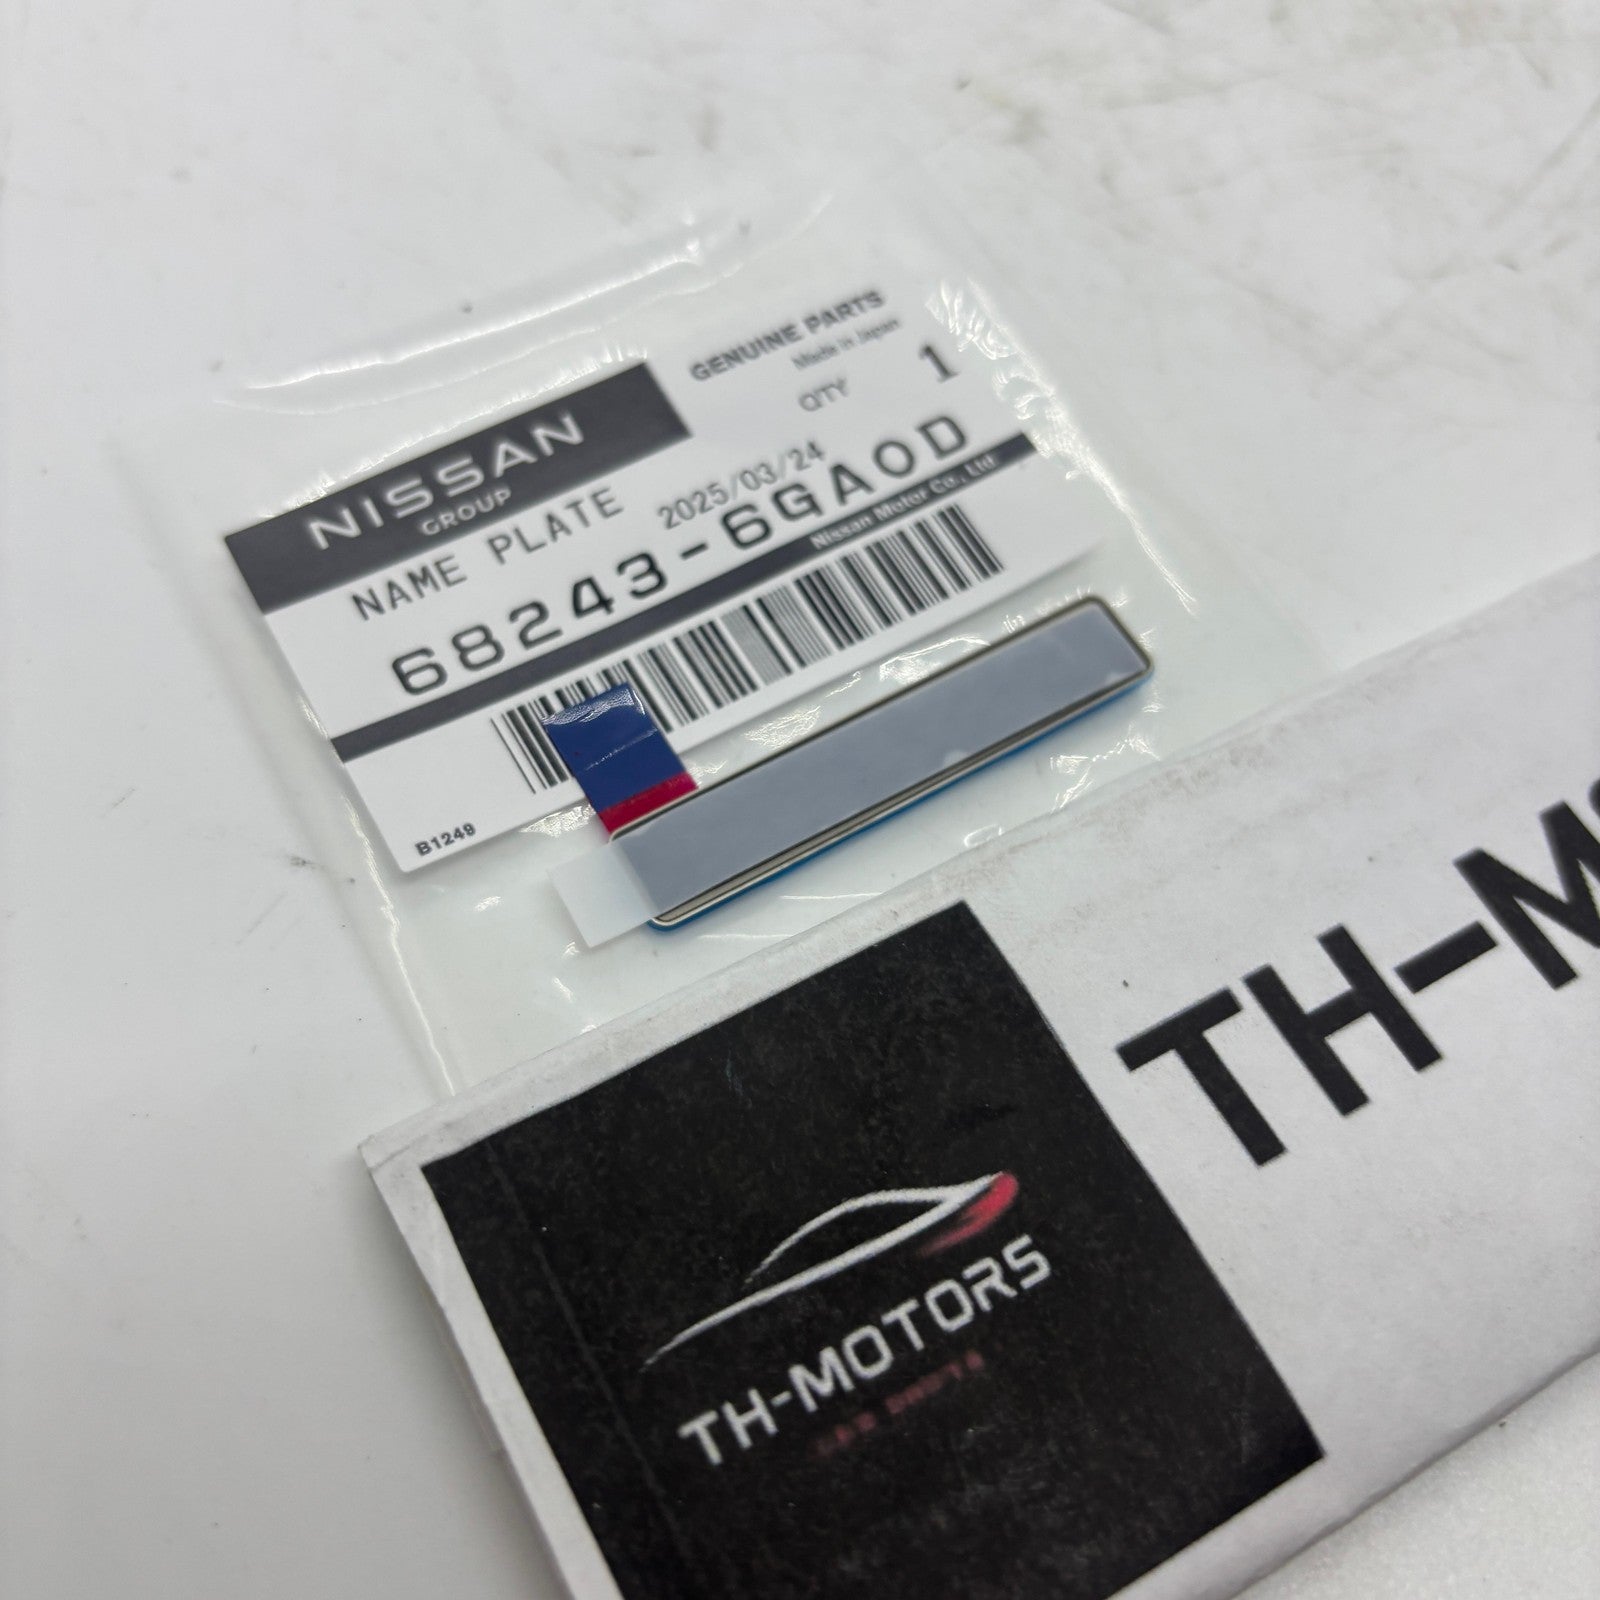 GENUINE PARTS
Made in Japan
Q'TY 1
NISSAN
GROUP
NAME PLATE 2025/03/24
68243-6GA0D
Nissan Motor Co., Ltd
B1249
TH-M
TH-MOTORS